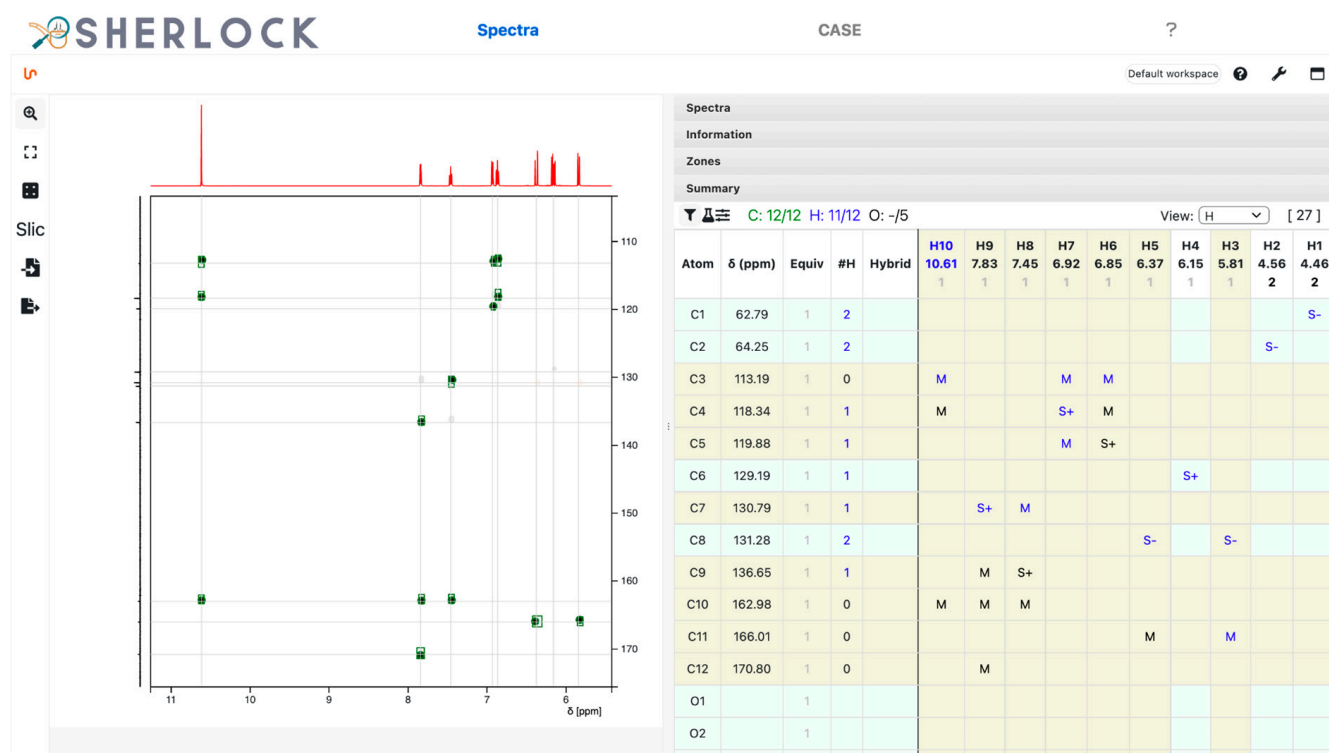 SHERLOCK
Spectra CASE ?
Default workspace
Slic
110
120
130
140
150
160
170
11 10 9 8 7 6
δ [ppm]
Spectra
Information
Zones
Summary
C: 12/12 H: 11/12 O: -/5 View: H [ 27 ]
Atom δ (ppm) Equiv #H Hybrid H10 H9 H8 H7 H6 H5 H4 H3 H2 H1
10.61 7.83 7.45 6.92 6.85 6.37 6.15 5.81 4.56 4.46
1 1 1 1 1 1 1 1 2 2
C1 62.79 1 2 S-
C2 64.25 1 2 S-
C3 113.19 1 0 M M M
C4 118.34 1 1 M S+ M
C5 119.88 1 1 M S+
C6 129.19 1 1 S+
C7 130.79 1 1 S+ M
C8 131.28 1 2 S- S-
C9 136.65 1 1 M S+
C10 162.98 1 0 M M M
C11 166.01 1 0 M M
C12 170.80 1 0 M
O1 1
O2 1